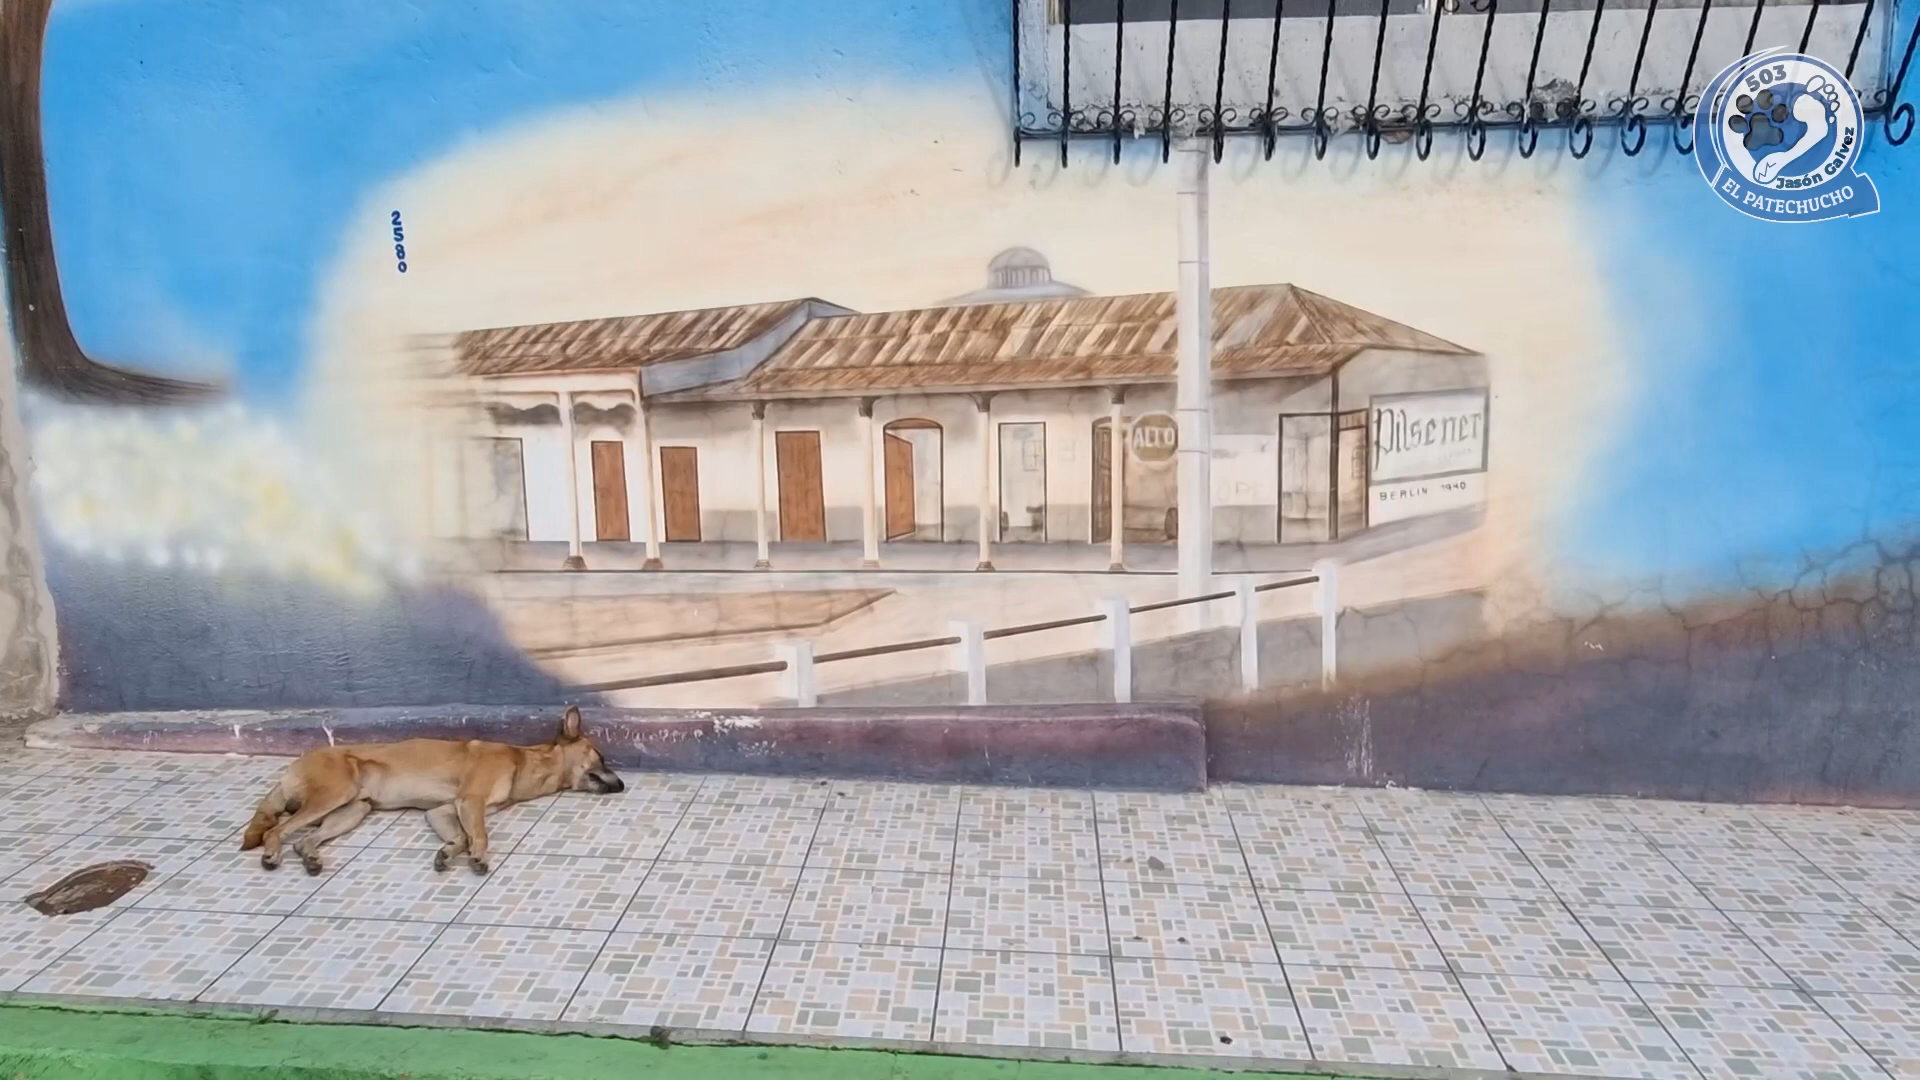 503
Jasón Galvez
EL PATECHUCHO
2580
ALTO
Pilsener
BERLIN 1940